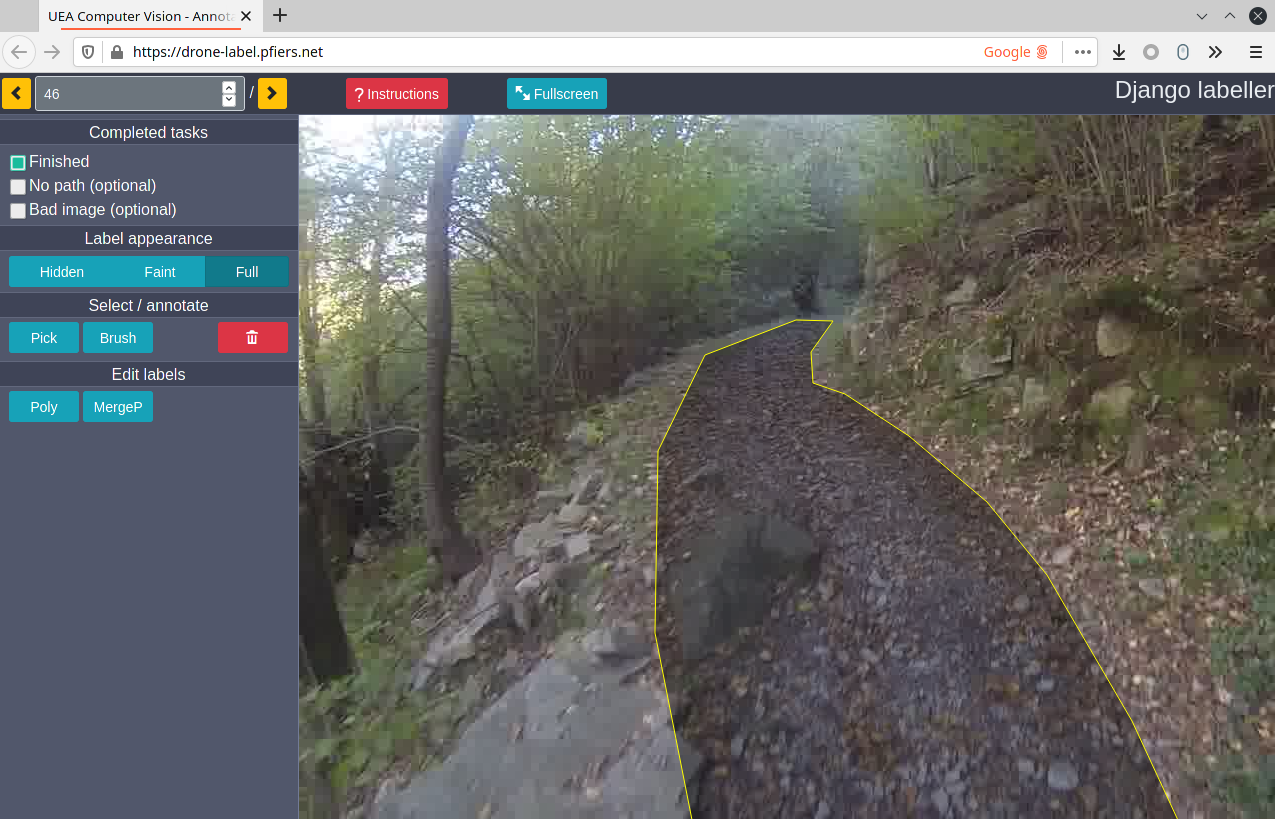 UEA Computer Vision - Annota
https://drone-label.pfiers.net
Google
46 /
? Instructions
Fullscreen
Django labeller
Completed tasks
Finished
No path (optional)
Bad image (optional)
Label appearance
Hidden Faint Full
Select / annotate
Pick Brush
Edit labels
Poly MergeP